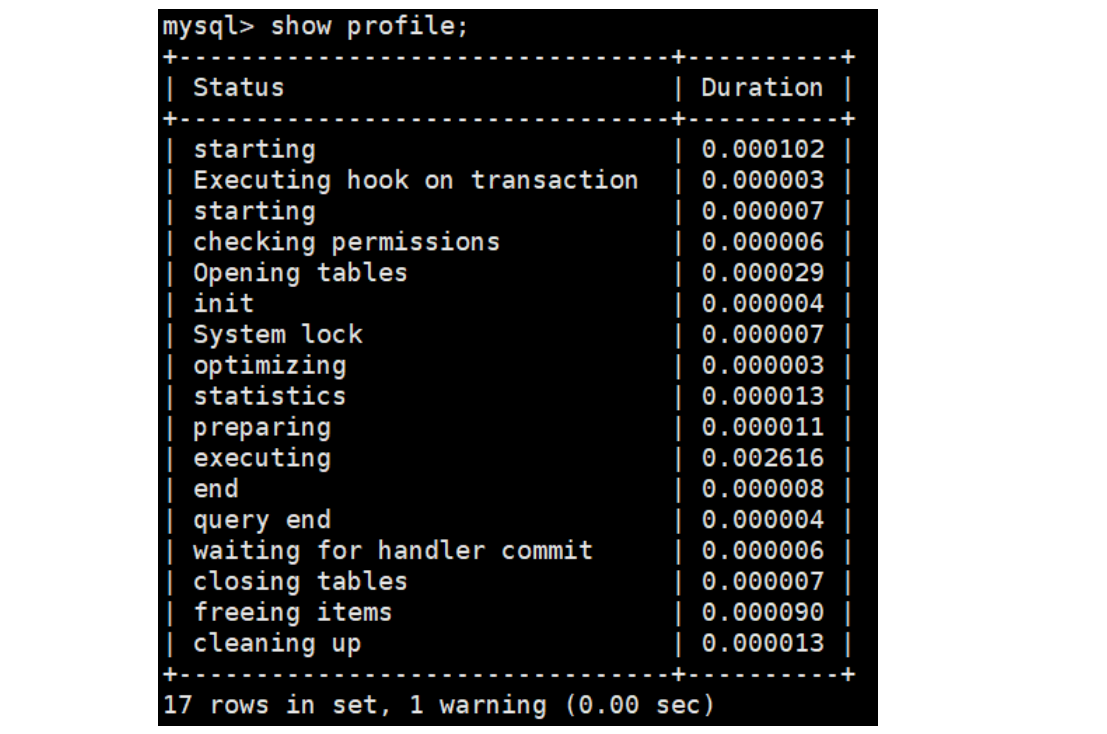 mysql> show profile;
+--------------------------------+----------+
| Status                         | Duration |
+--------------------------------+----------+
| starting                       | 0.000102 |
| Executing hook on transaction  | 0.000003 |
| starting                       | 0.000007 |
| checking permissions           | 0.000006 |
| Opening tables                 | 0.000029 |
| init                           | 0.000004 |
| System lock                    | 0.000007 |
| optimizing                     | 0.000003 |
| statistics                     | 0.000013 |
| preparing                      | 0.000011 |
| executing                      | 0.002616 |
| end                            | 0.000008 |
| query end                      | 0.000004 |
| waiting for handler commit     | 0.000006 |
| closing tables                 | 0.000007 |
| freeing items                  | 0.000090 |
| cleaning up                    | 0.000013 |
+--------------------------------+----------+
17 rows in set, 1 warning (0.00 sec)